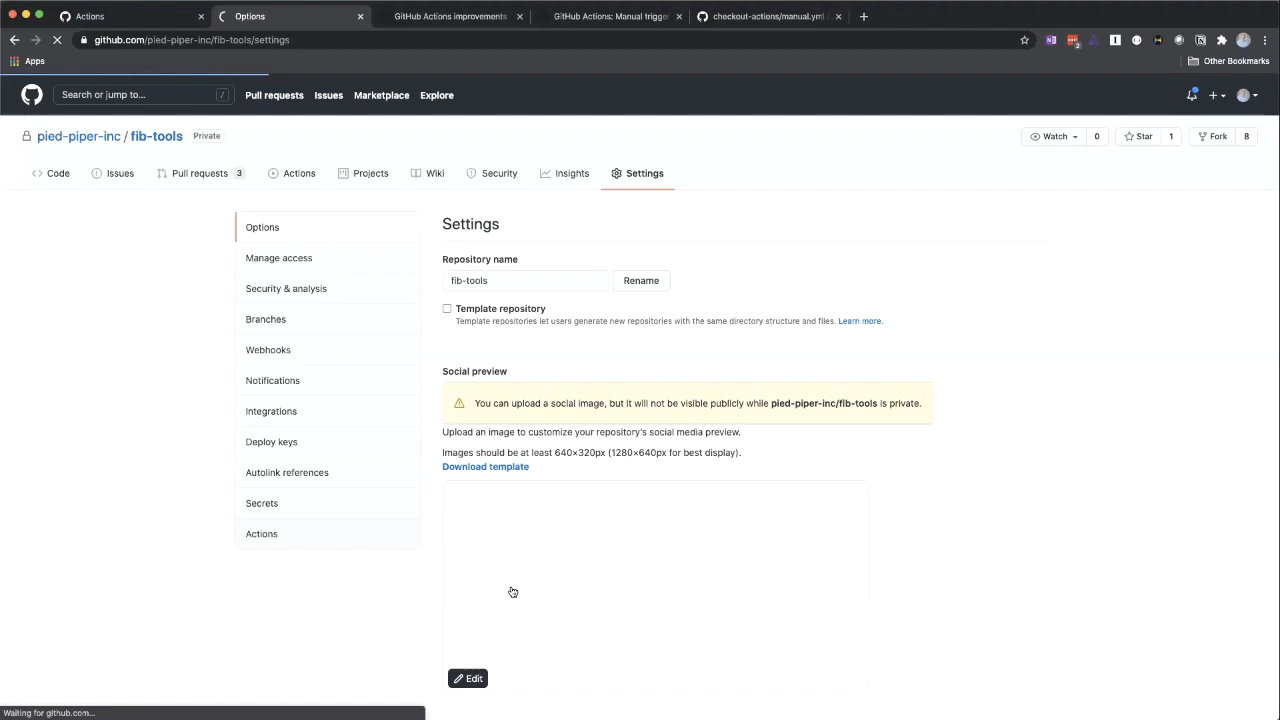 Actions
Options
GitHub Actions improvements
GitHub Actions: Manual trigger
checkout-actions/manual.yml
github.com/pied-piper-inc/fib-tools/settings
Apps
Other Bookmarks
Search or jump to...
/
Pull requests
Issues
Marketplace
Explore
pied-piper-inc / fib-tools
Private
Watch
0
Star
1
Fork
8
Code
Issues
Pull requests 3
Actions
Projects
Wiki
Security
Insights
Settings
Options
Manage access
Security & analysis
Branches
Webhooks
Notifications
Integrations
Deploy keys
Autolink references
Secrets
Actions
Settings
Repository name
fib-tools
Rename
Template repository
Template repositories let users generate new repositories with the same directory structure and files. Learn more.
Social preview
You can upload a social image, but it will not be visible publicly while pied-piper-inc/fib-tools is private.
Upload an image to customize your repository's social media preview.
Images should be at least 640×320px (1280×640px for best display).
Download template
Edit
Waiting for github.com...